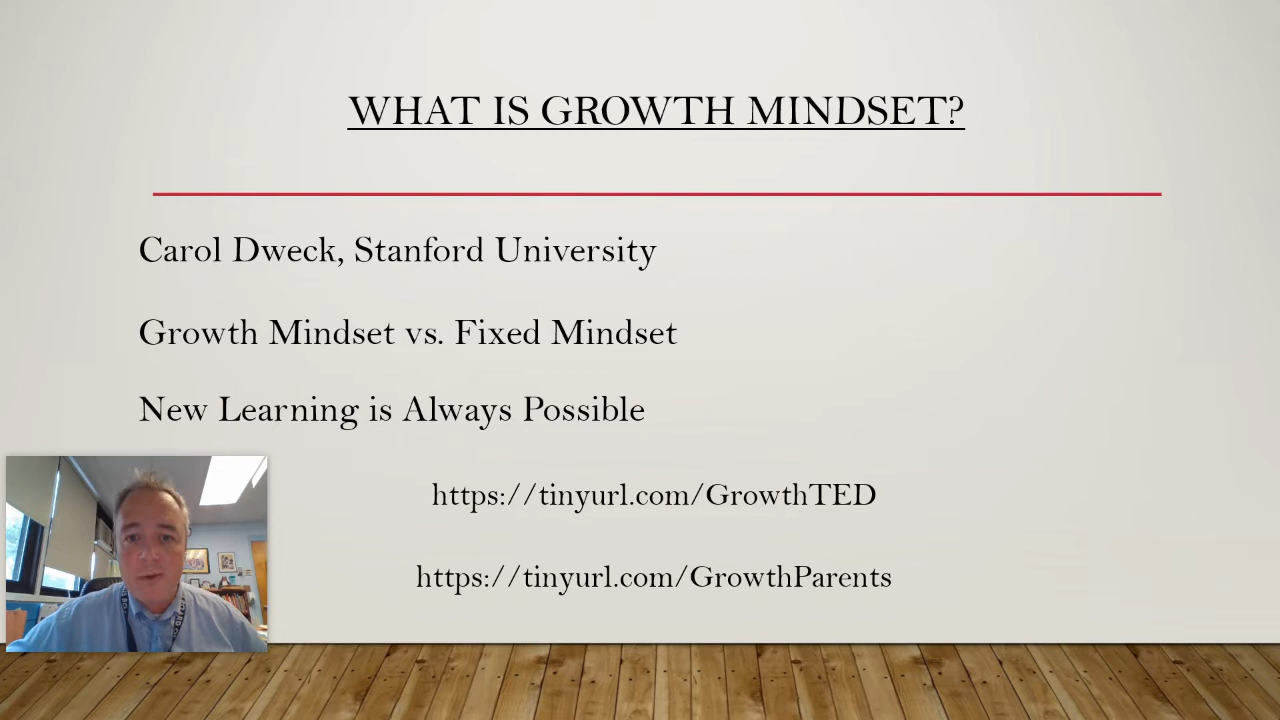 WHAT IS GROWTH MINDSET?
Carol Dweck, Stanford University
Growth Mindset vs. Fixed Mindset
New Learning is Always Possible
https://tinyurl.com/GrowthTED
https://tinyurl.com/GrowthParents